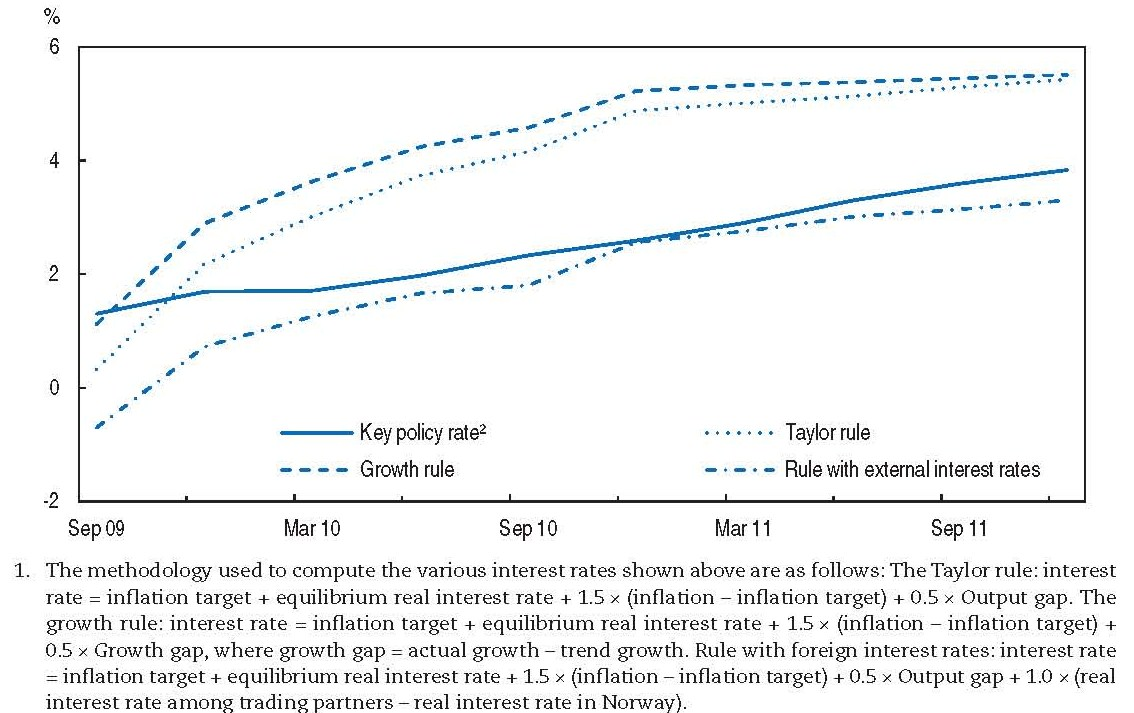 %
6
4
2
0
-2
Key policy rate²
Taylor rule
Growth rule
Rule with external interest rates
Sep 09
Mar 10
Sep 10
Mar 11
Sep 11
1. The methodology used to compute the various interest rates shown above are as follows: The Taylor rule: interest
rate = inflation target + equilibrium real interest rate + 1.5 × (inflation – inflation target) + 0.5 × Output gap. The
growth rule: interest rate = inflation target + equilibrium real interest rate + 1.5 × (inflation – inflation target) +
0.5 × Growth gap, where growth gap = actual growth – trend growth. Rule with foreign interest rates: interest rate
= inflation target + equilibrium real interest rate + 1.5 × (inflation – inflation target) + 0.5 × Output gap + 1.0 × (real
interest rate among trading partners – real interest rate in Norway).